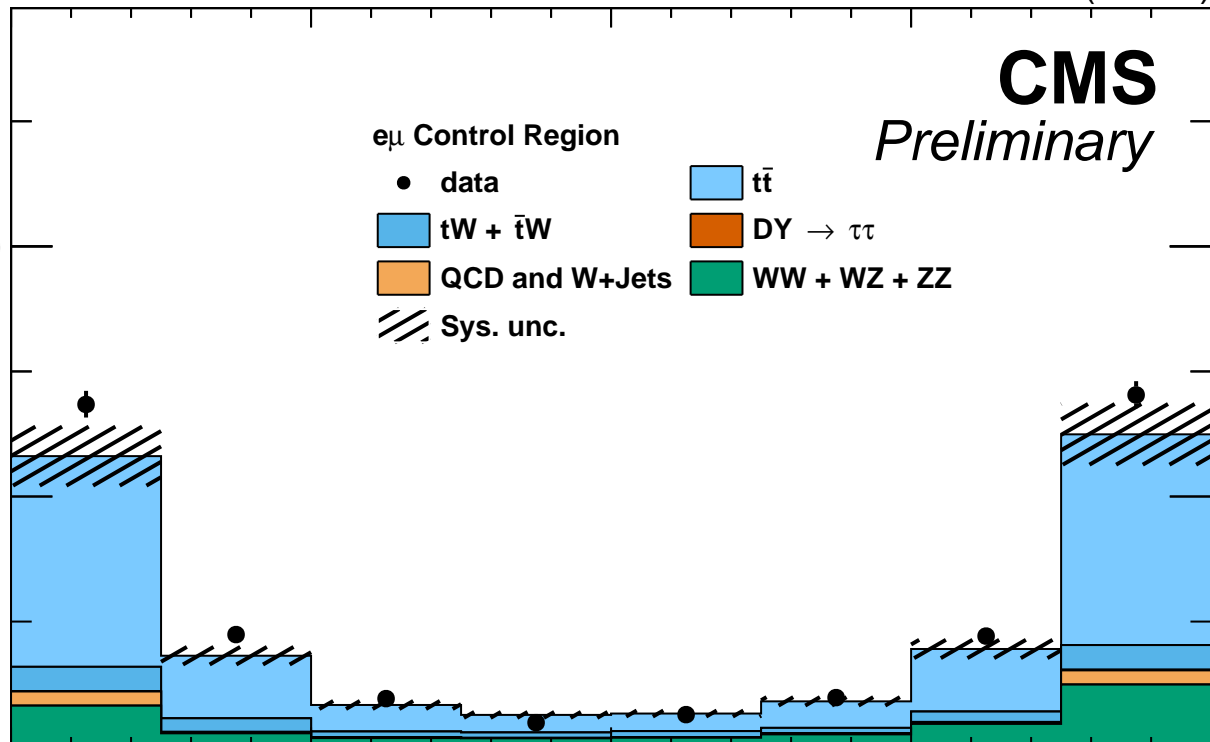 CMS
Preliminary
eμ Control Region
data
tt̄
tW + t̄W
DY → ττ
QCD and W+Jets
WW + WZ + ZZ
Sys. unc.